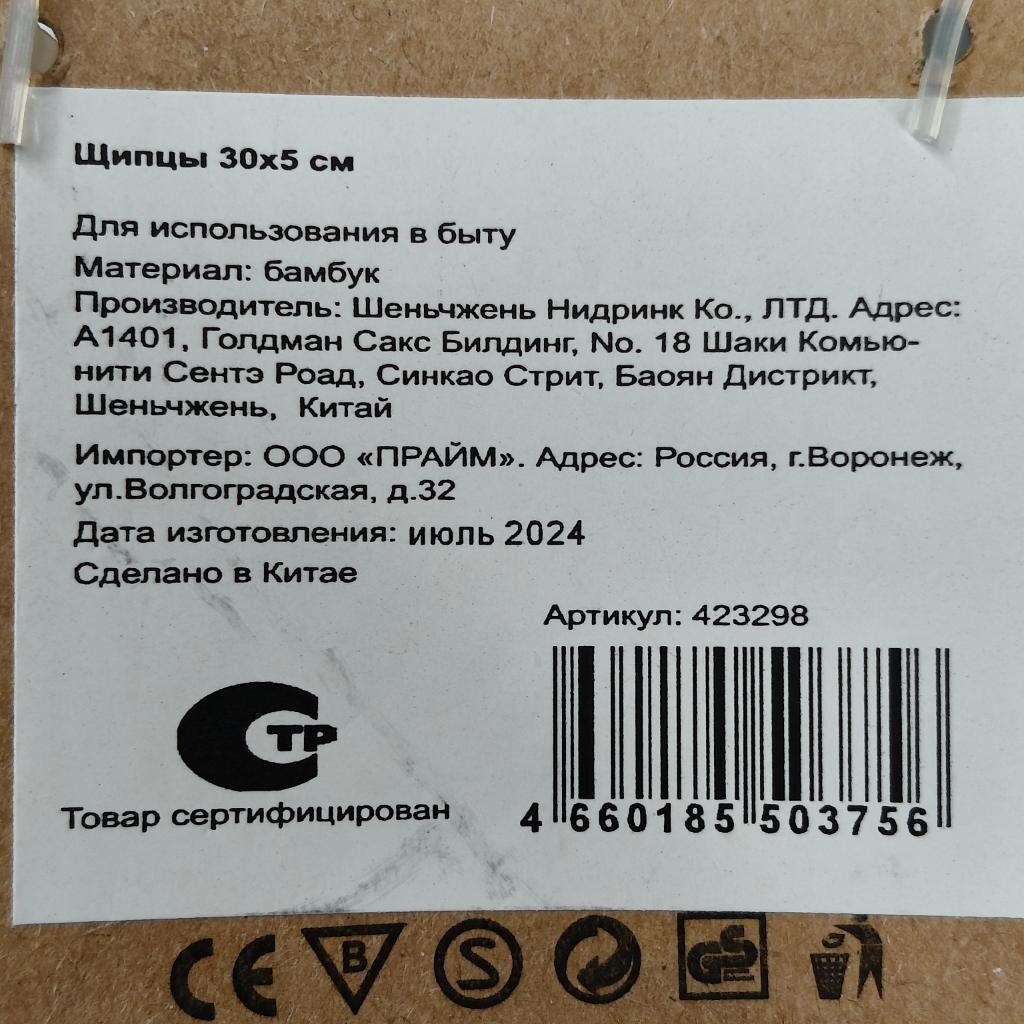 Щипцы 30х5 см
Для использования в быту
Материал: бамбук
Производитель: Шеньчжень Нидринк Ко., ЛТД. Адрес:
А1401, Голдман Сакс Билдинг, No. 18 Шаки Комью-
нити Сентэ Роад, Синкао Стрит, Баоян Дистрикт,
Шеньчжень, Китай
Импортер: ООО «ПРАЙМ». Адрес: Россия, г.Воронеж,
ул.Волгоградская, д.32
Дата изготовления: июль 2024
Сделано в Китае
Артикул: 423298
СТР
Товар сертифицирован
4 660185 503756
CE B S GS